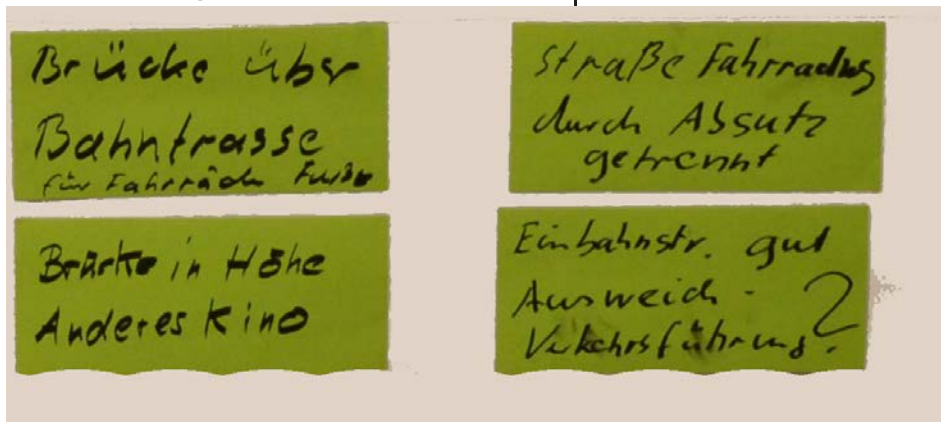 Brücke über
Bahntrasse
für Fahrräder
Brücke in Höhe
Anderes Kino
Straße Fahrradweg
durch Absatz
getrennt
Einbahnstr. gut
Ausweich -
Verkehrsführung?